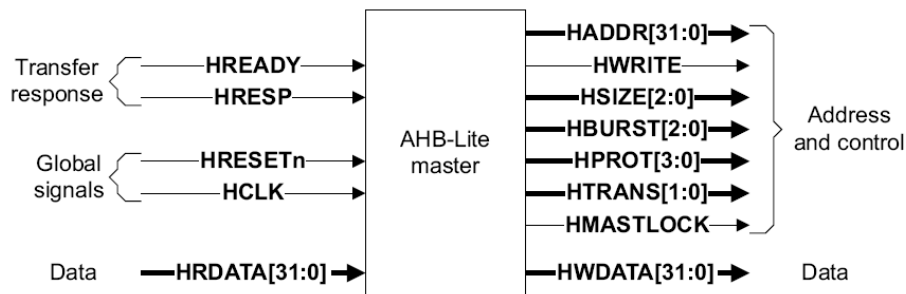 Transfer
response
HREADY
HRESP
Global
signals
HRESETn
HCLK
Data
HRDATA[31:0]
AHB-Lite
master
HADDR[31:0]
HWRITE
HSIZE[2:0]
HBURST[2:0]
HPROT[3:0]
HTRANS[1:0]
HMASTLOCK
Address
and control
HWDATA[31:0]
Data